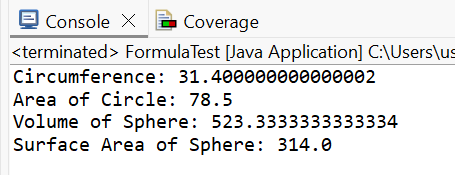 Console Coverage
<terminated> FormulaTest [Java Application] C:\Users\us
Circumference: 31.400000000000002
Area of Circle: 78.5
Volume of Sphere: 523.3333333333334
Surface Area of Sphere: 314.0